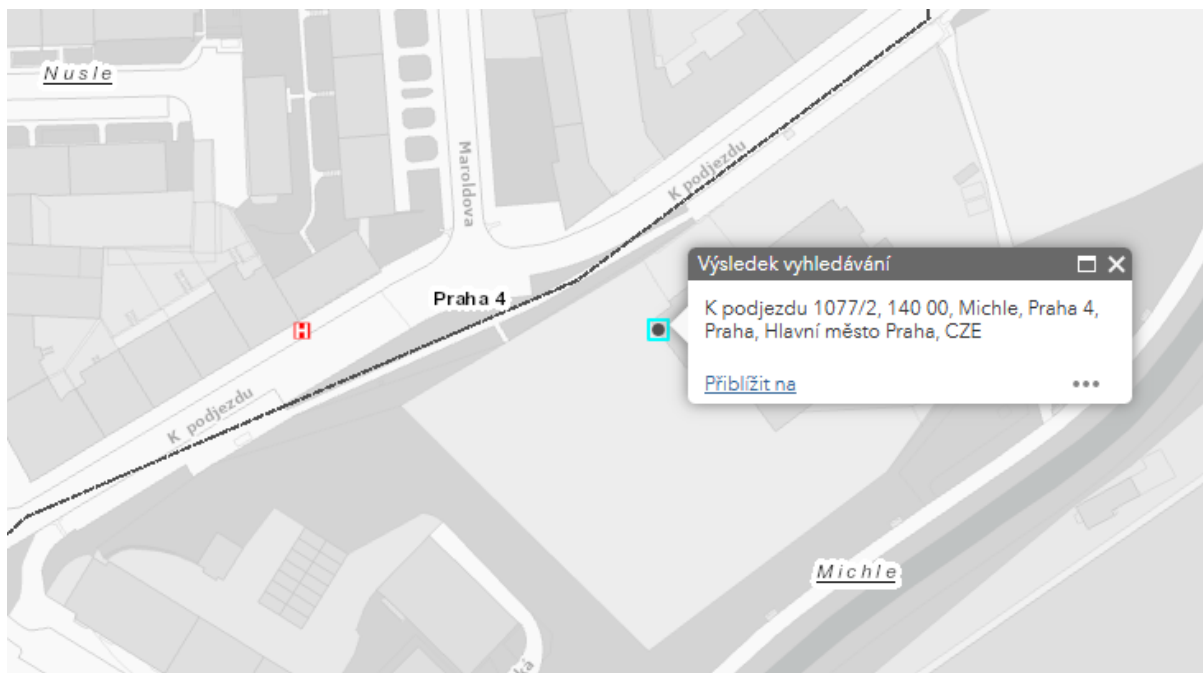 Nusle
Maroldova
K podjezdu
Výsledek vyhledávání
K podjezdu 1077/2, 140 00, Michle, Praha 4,
Praha, Hlavní město Praha, CZE
Přiblížit na
Praha 4
H
K podjezdu
Michle